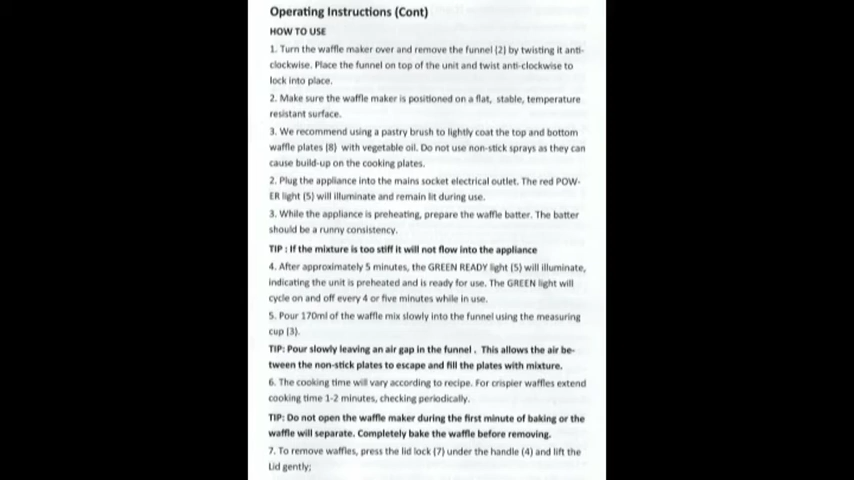 Operating Instructions (Cont)
HOW TO USE
1. Turn the waffle maker over and remove the funnel (2) by twisting it anti-
clockwise. Place the funnel on top of the unit and twist anti-clockwise to
lock into place.
2. Make sure the waffle maker is positioned on a flat, stable, temperature
resistant surface.
3. We recommend using a pastry brush to lightly coat the top and bottom
waffle plates (8) with vegetable oil. Do not use non-stick sprays as they can
cause build-up on the cooking plates.
2. Plug the appliance into the mains socket electrical outlet. The red POW-
ER light (5) will illuminate and remain lit during use.
3. While the appliance is preheating, prepare the waffle batter. The batter
should be a runny consistency.
TIP : If the mixture is too stiff it will not flow into the appliance
4. After approximately 5 minutes, the GREEN READY light (5) will illuminate,
indicating the unit is preheated and is ready for use. The GREEN light will
cycle on and off every 4 or five minutes while in use.
5. Pour 170ml of the waffle mix slowly into the funnel using the measuring
cup (3).
TIP: Pour slowly leaving an air gap in the funnel . This allows the air be-
tween the non-stick plates to escape and fill the plates with mixture.
6. The cooking time will vary according to recipe. For crispier waffles extend
cooking time 1-2 minutes, checking periodically.
TIP: Do not open the waffle maker during the first minute of baking or the
waffle will separate. Completely bake the waffle before removing.
7. To remove waffles, press the lid lock (7) under the handle (4) and lift the
Lid gently;